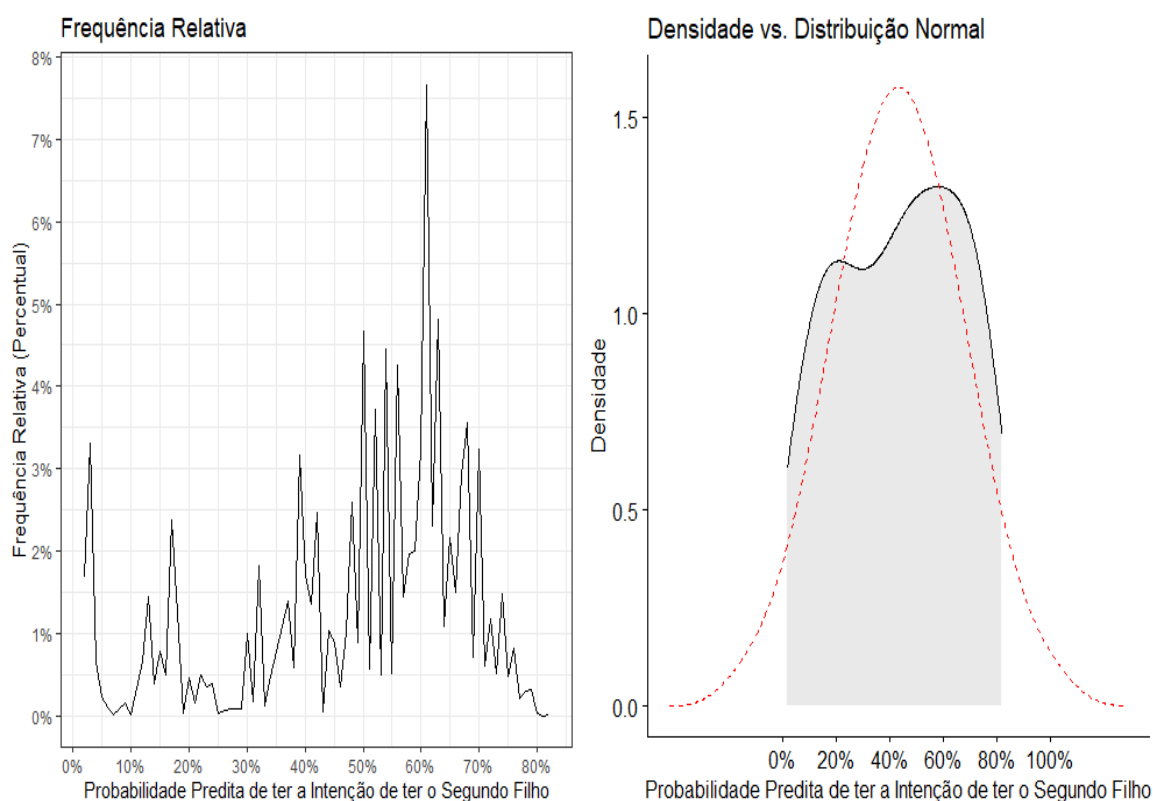 Frequência Relativa
Frequência Relativa (Percentual)
8%
7%
6%
5%
4%
3%
2%
1%
0%
0% 10% 20% 30% 40% 50% 60% 70% 80%
Probabilidade Predita de ter a Intenção de ter o Segundo Filho
Densidade vs. Distribuição Normal
Densidade
1.5
1.0
0.5
0.0
0% 20% 40% 60% 80% 100%
Probabilidade Predita de ter a Intenção de ter o Segundo Filho